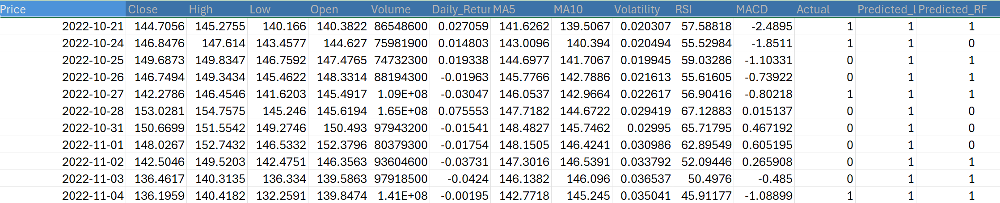 Price Close High Low Open Volume Daily_Retur MA5 MA10 Volatility RSI MACD Actual Predicted_L Predicted_RF
2022-10-21 144.7056 145.2755 140.166 140.3822 86548600 0.027059 141.6262 139.5067 0.020307 57.58818 -2.4895 1 1 1
2022-10-24 146.8476 147.614 143.4577 144.627 75981900 0.014803 143.0096 140.394 0.020494 55.52984 -1.8511 1 1 0
2022-10-25 149.6873 149.8347 146.7592 147.4765 74732300 0.019338 144.6977 141.7067 0.019945 59.03286 -1.10331 0 1 1
2022-10-26 146.7494 149.3434 145.4622 148.3314 88194300 -0.01963 145.7766 142.7886 0.021613 55.61605 -0.73922 0 1 1
2022-10-27 142.2786 146.4546 141.6203 145.4917 1.09E+08 -0.03047 146.0537 142.9664 0.022617 56.90416 -0.80218 1 1 1
2022-10-28 153.0281 154.7575 145.246 145.6194 1.65E+08 0.075553 147.7182 144.6722 0.029419 67.12883 0.015137 0 1 0
2022-10-31 150.6699 151.5542 149.2746 150.493 97943200 -0.01541 148.4827 145.7462 0.02995 65.71795 0.467192 0 1 0
2022-11-01 148.0267 152.7432 146.5332 152.3796 80379300 -0.01754 148.1505 146.4241 0.030986 62.89549 0.605195 0 1 0
2022-11-02 142.5046 149.5203 142.4751 146.3563 93604600 -0.03731 147.3016 146.5391 0.033792 52.09446 0.265908 0 1 1
2022-11-03 136.4617 140.3135 136.334 139.5863 97918500 -0.0424 146.1382 146.096 0.036537 50.4976 -0.485 0 1 1
2022-11-04 136.1959 140.4182 132.2591 139.8474 1.41E+08 -0.00195 142.7718 145.245 0.035041 45.91177 -1.08899 1 1 1